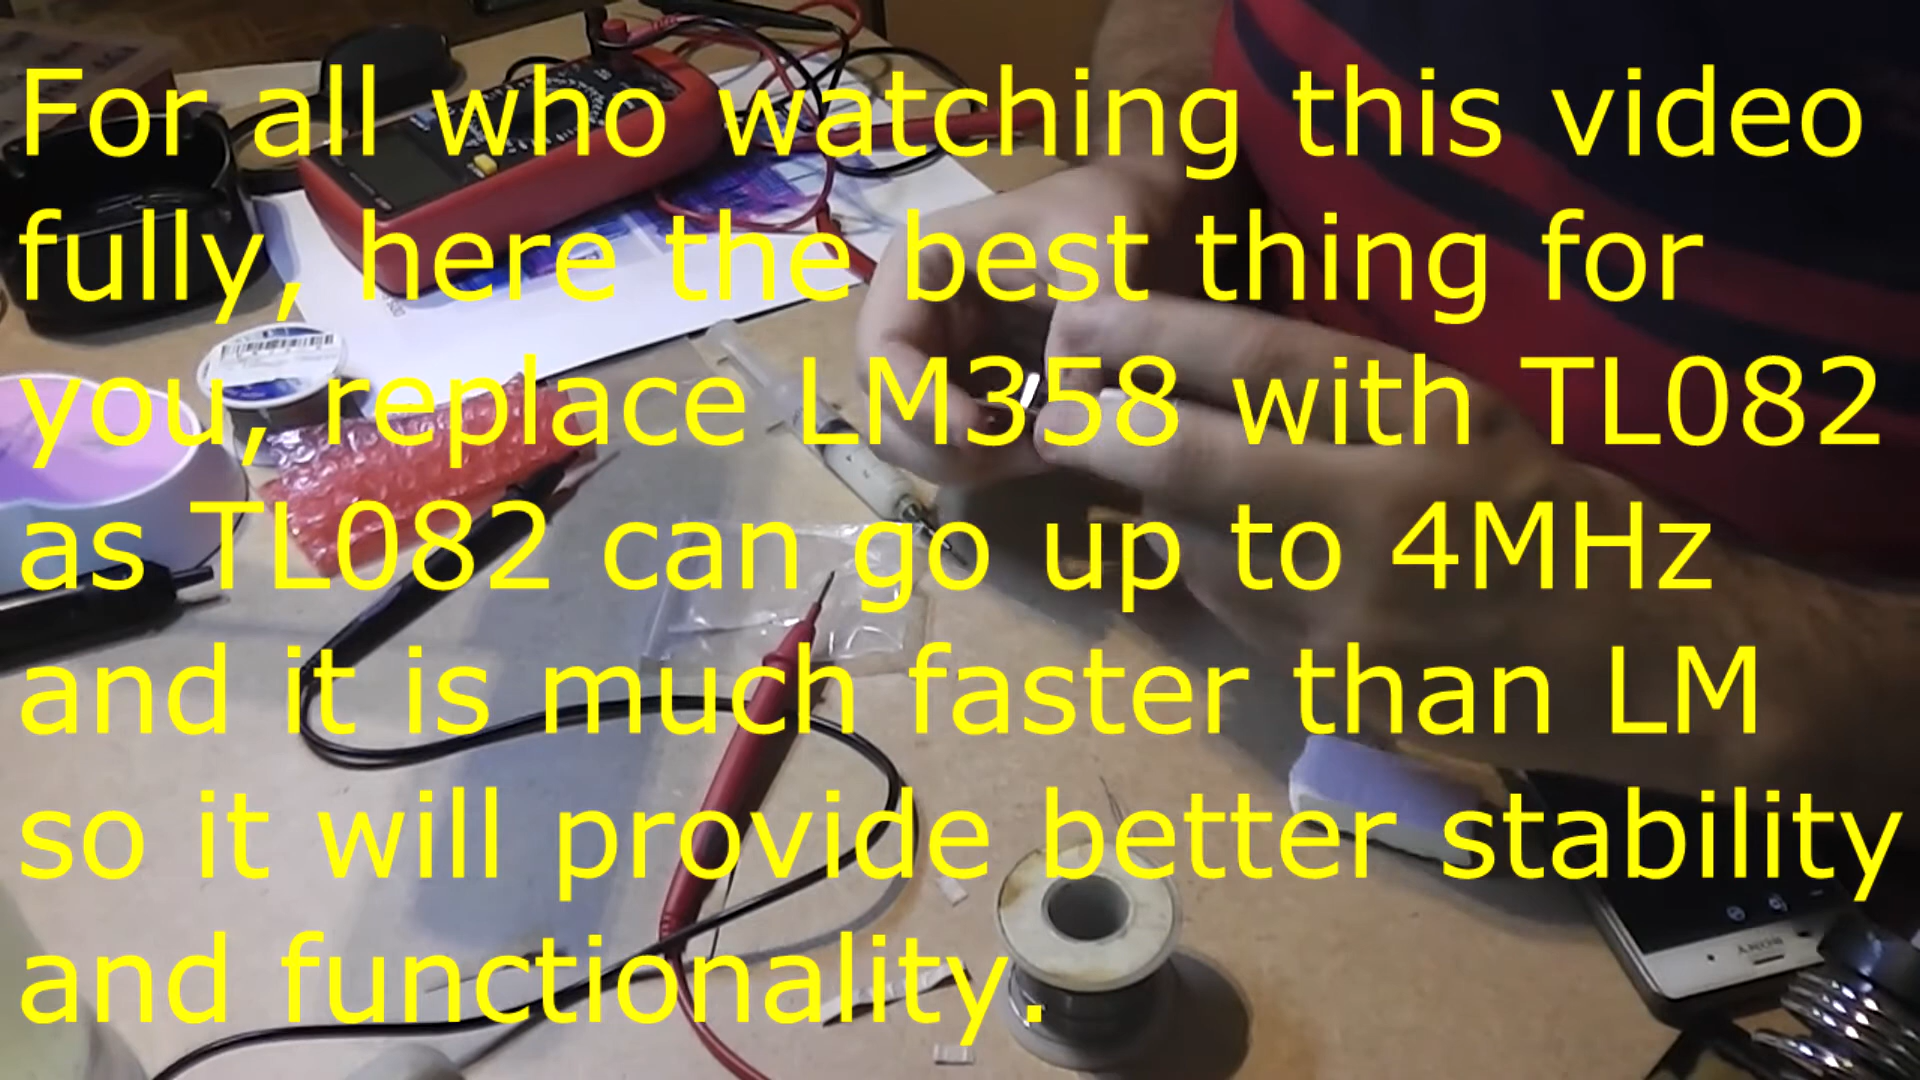 For all who watching this video
fully, here the best thing for
you, replace LM358 with TL082
as TL082 can go up to 4MHz
and it is much faster than LM
so it will provide better stability
and functionality.
SONY